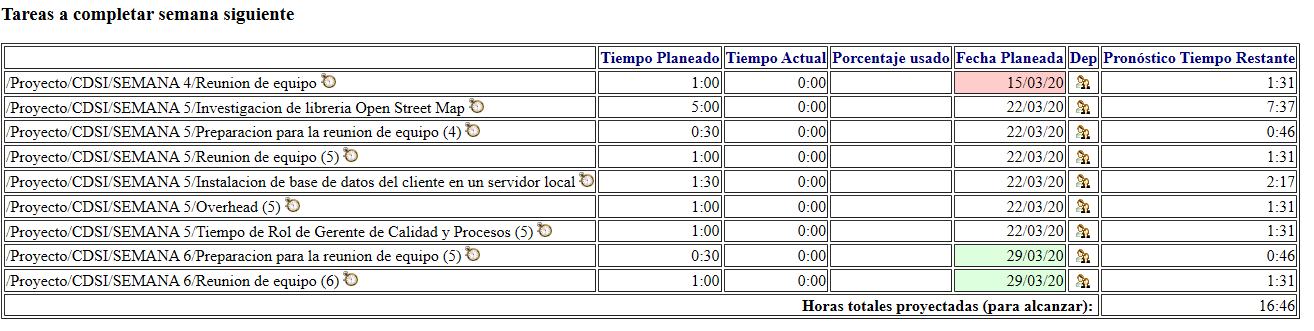 Tareas a completar semana siguiente
Tiempo Planeado Tiempo Actual Porcentaje usado Fecha Planeada Dep Pronóstico Tiempo Restante
/Proyecto/CDSI/SEMANA 4/Reunion de equipo 1:00 0:00 15/03/20 1:31
/Proyecto/CDSI/SEMANA 5/Investigacion de libreria Open Street Map 5:00 0:00 22/03/20 7:37
/Proyecto/CDSI/SEMANA 5/Preparacion para la reunion de equipo (4) 0:30 0:00 22/03/20 0:46
/Proyecto/CDSI/SEMANA 5/Reunion de equipo (5) 1:00 0:00 22/03/20 1:31
/Proyecto/CDSI/SEMANA 5/Instalacion de base de datos del cliente en un servidor local 1:30 0:00 22/03/20 2:17
/Proyecto/CDSI/SEMANA 5/Overhead (5) 1:00 0:00 22/03/20 1:31
/Proyecto/CDSI/SEMANA 5/Tiempo de Rol de Gerente de Calidad y Procesos (5) 1:00 0:00 22/03/20 1:31
/Proyecto/CDSI/SEMANA 6/Preparacion para la reunion de equipo (5) 0:30 0:00 29/03/20 0:46
/Proyecto/CDSI/SEMANA 6/Reunion de equipo (6) 1:00 0:00 29/03/20 1:31
Horas totales proyectadas (para alcanzar): 16:46